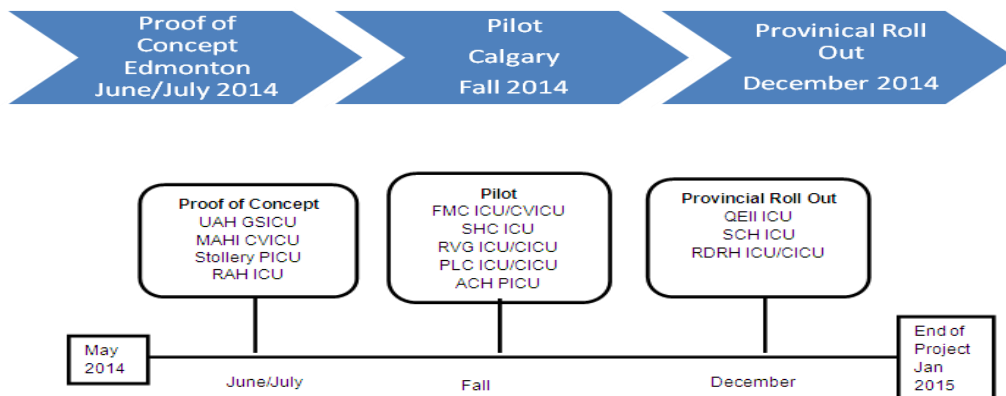 Proof of
Concept
Edmonton
June/July 2014
Pilot
Calgary
Fall 2014
Provinical Roll
Out
December 2014
Proof of Concept
UAH GSICU
MAHI CVICU
Stollery PICU
RAH ICU
Pilot
FMC ICU/CVICU
SHC ICU
RVG ICU/CICU
PLC ICU/CICU
ACH PICU
Provincial Roll Out
QEII ICU
SCH ICU
RDRH ICU/CICU
May
2014
June/July
Fall
December
End of
Project
Jan
2015